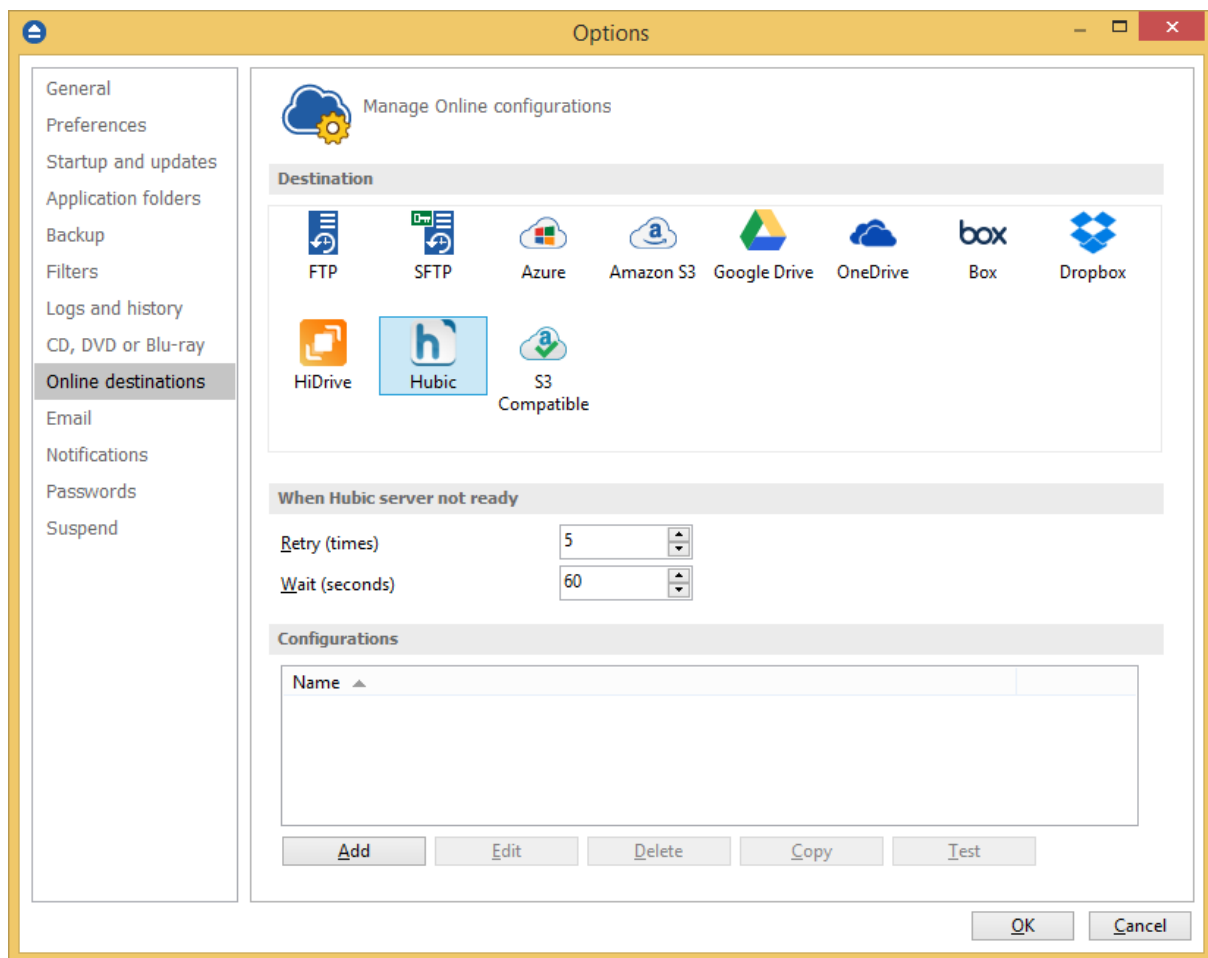 Options
General
Preferences
Startup and updates
Application folders
Backup
Filters
Logs and history
CD, DVD or Blu-ray
Online destinations
Email
Notifications
Passwords
Suspend
Manage Online configurations
Destination
a
box
FTP SFTP Azure Amazon S3 Google Drive OneDrive Box Dropbox
h a
HiDrive Hubic S3
Compatible
When Hubic server not ready
Retry (times) 5
Wait (seconds) 60
Configurations
Name
Add Edit Delete Copy Test
OK Cancel